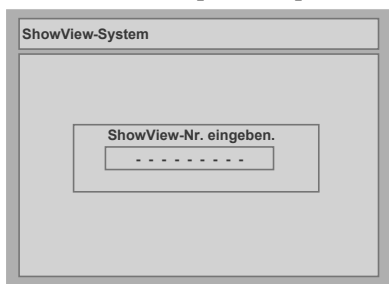 ShowView-System
ShowView-Nr. eingeben.
- - - - - - - - -